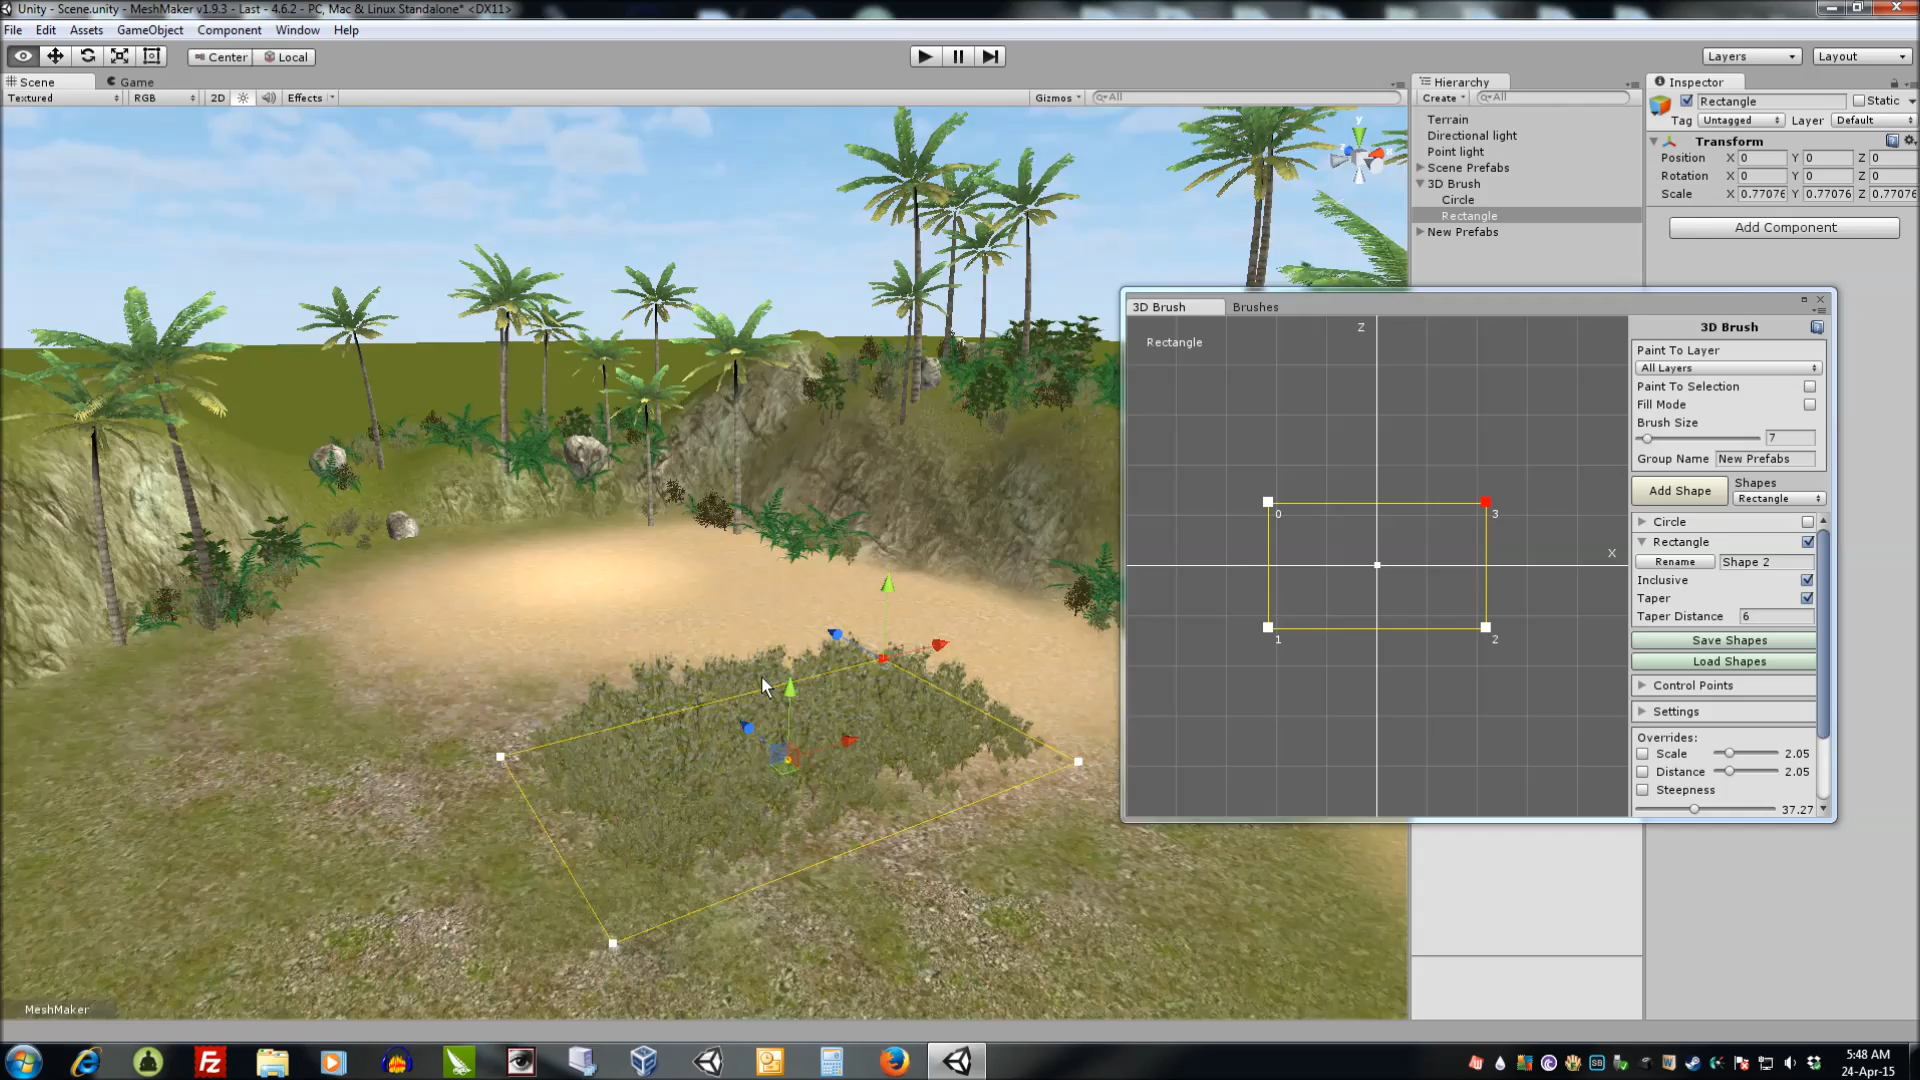 Unity - Scene.unity - MeshMaker v1.9.3 - Last - 4.6.2 - PC, Mac & Linux Standalone* <DX11>
File Edit Assets GameObject Component Window Help
Center Local Layers Layout
Scene Game Hierarchy Inspector
Textured RGB 2D Effects Gizmos All Create All Rectangle Static
Tag Untagged Layer Default
Terrain
Directional light
Point light
Scene Prefabs
3D Brush
Circle
Rectangle
New Prefabs
Transform
Position X 0 Y 0 Z 0
Rotation X 0 Y 0 Z 0
Scale X 0.77076 Y 0.77076 Z 0.77076
Add Component
y
3D Brush Brushes
Rectangle
Z
X
0 3
1 2
3D Brush
Paint To Layer
All Layers
Paint To Selection
Fill Mode
Brush Size
7
Group Name New Prefabs
Add Shape Shapes
Rectangle
Circle
Rectangle
Rename Shape 2
Inclusive
Taper
Taper Distance 6
Save Shapes
Load Shapes
Control Points
Settings
Overrides:
Scale 2.05
Distance 2.05
Steepness
37.27
MeshMaker
5:48 AM
24-Apr-15